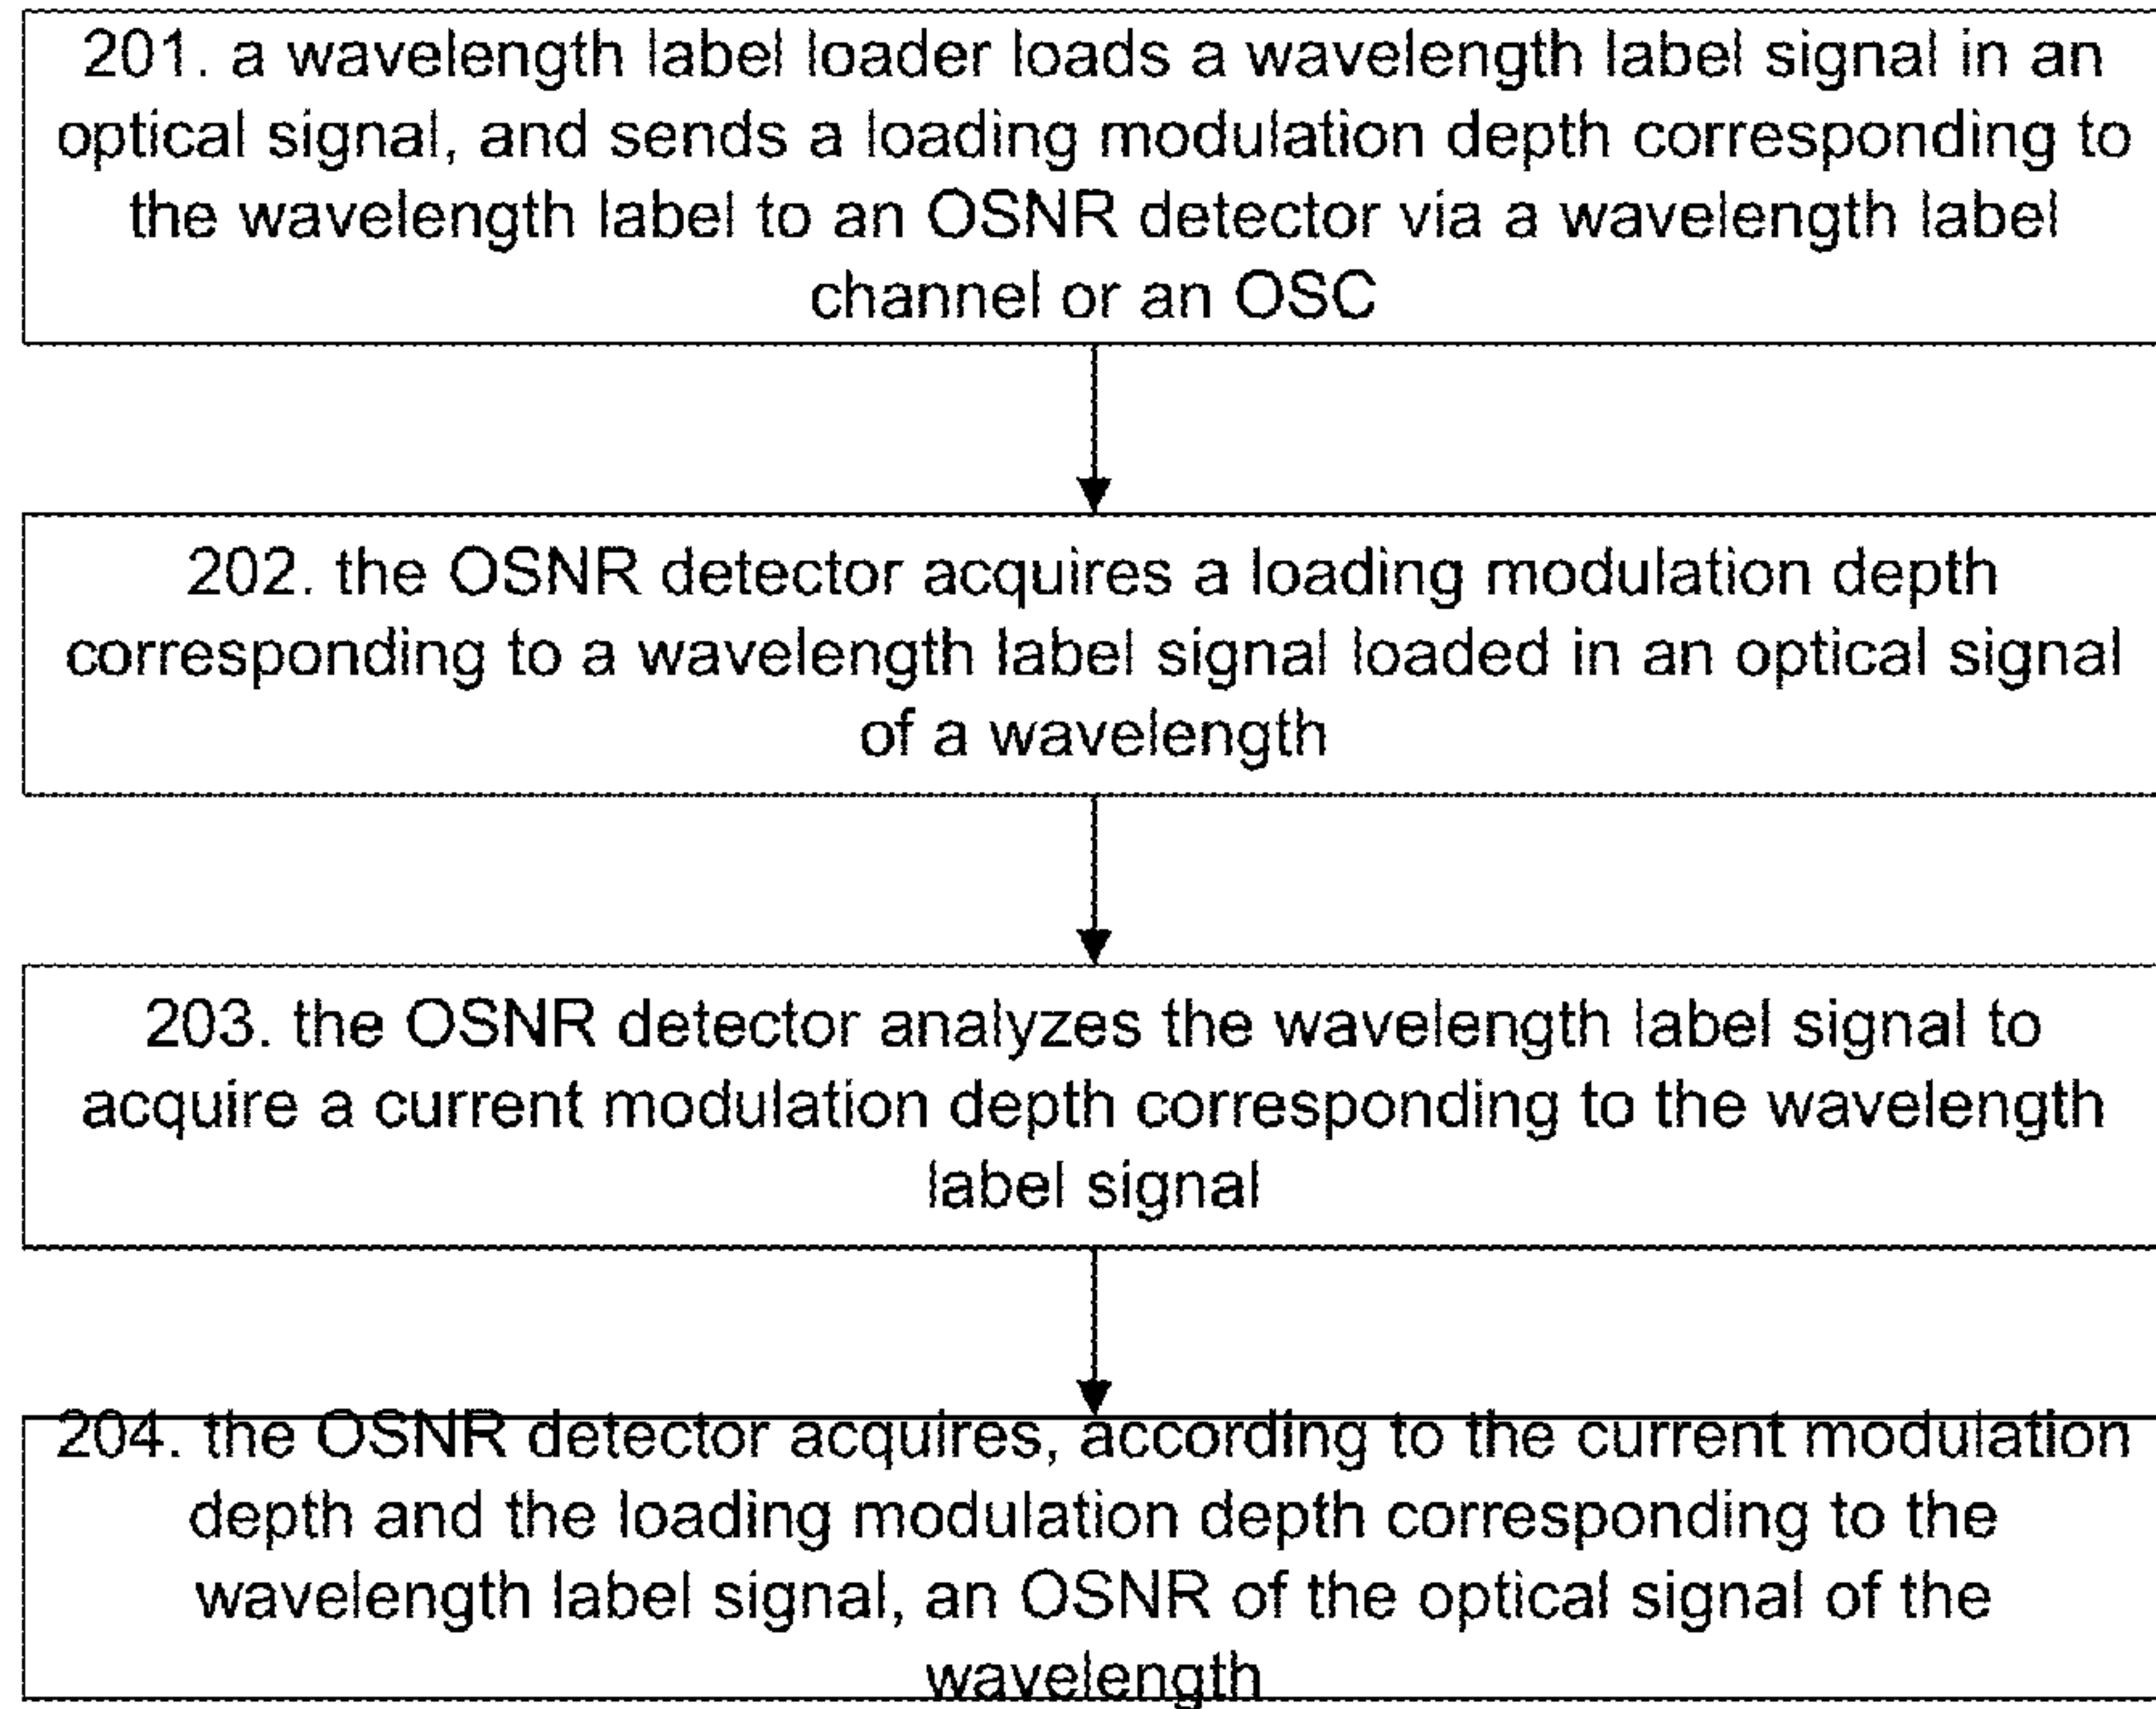 201. a wavelength label loader loads a wavelength label signal in an
optical signal, and sends a loading modulation depth corresponding to
the wavelength label to an OSNR detector via a wavelength label
channel or an OSC
202. the OSNR detector acquires a loading modulation depth
corresponding to a wavelength label signal loaded in an optical signal
of a wavelength
203. the OSNR detector analyzes the wavelength label signal to
acquire a current modulation depth corresponding to the wavelength
label signal
204. the OSNR detector acquires, according to the current modulation
depth and the loading modulation depth corresponding to the
wavelength label signal, an OSNR of the optical signal of the
wavelength